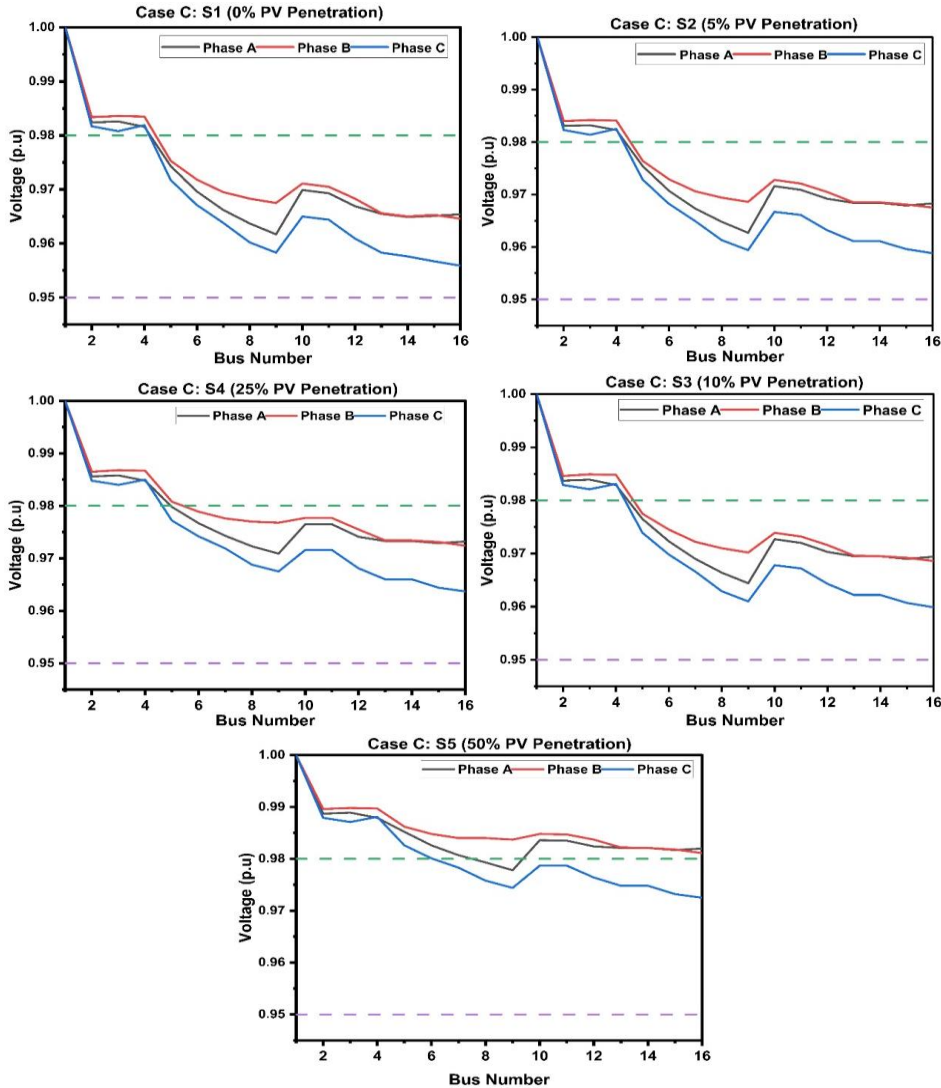 Case C: S1 (0% PV Penetration)
Phase A Phase B Phase C
Voltage (p.u)
1.00
0.99
0.98
0.97
0.96
0.95
2 4 6 8 10 12 14 16
Bus Number
Case C: S2 (5% PV Penetration)
Phase A Phase B Phase C
Voltage (p.u)
1.00
0.99
0.98
0.97
0.96
0.95
2 4 6 8 10 12 14 16
Bus Number
Case C: S4 (25% PV Penetration)
Phase A Phase B Phase C
Voltage (p.u)
1.00
0.99
0.98
0.97
0.96
0.95
2 4 6 8 10 12 14 16
Bus Number
Case C: S3 (10% PV Penetration)
Phase A Phase B Phase C
Voltage (p.u)
1.00
0.99
0.98
0.97
0.96
0.95
2 4 6 8 10 12 14 16
Bus Number
Case C: S5 (50% PV Penetration)
Phase A Phase B Phase C
Voltage (p.u)
1.00
0.99
0.98
0.97
0.96
0.95
2 4 6 8 10 12 14 16
Bus Number